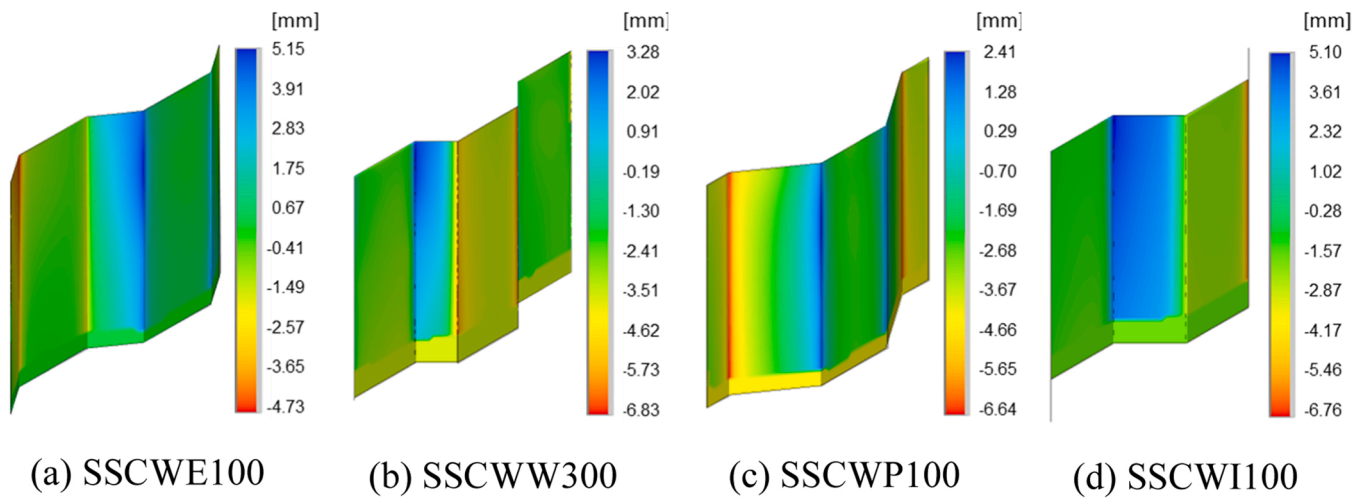 [mm] [mm] [mm] [mm]
5.15 3.28 2.41 5.10
3.91 2.02 1.28 3.61
2.83 0.91 0.29 2.32
1.75 -0.19 -0.70 1.02
0.67 -1.30 -1.69 -0.28
-0.41 -2.41 -2.68 -1.57
-1.49 -3.51 -3.67 -2.87
-2.57 -4.62 -4.66 -4.17
-3.65 -5.73 -5.65 -5.46
-4.73 -6.83 -6.64 -6.76
(a) SSCWE100 (b) SSCWW300 (c) SSCWP100 (d) SSCWI100